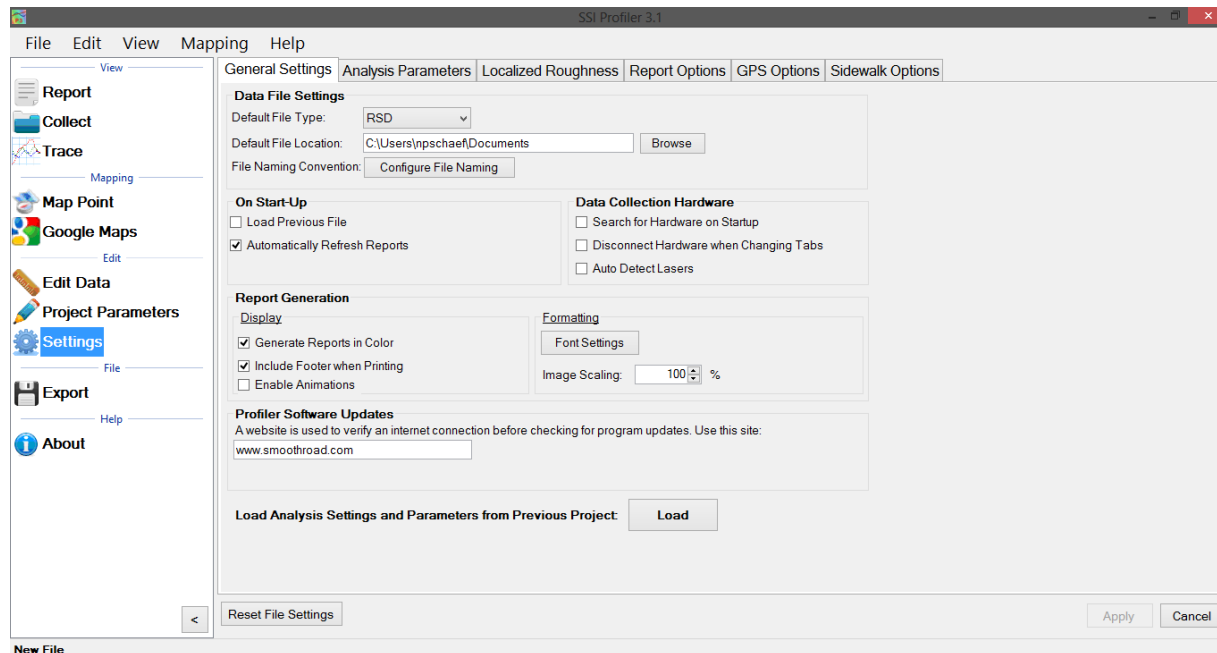 SSI Profiler 3.1
File Edit View Mapping Help
View
Report
Collect
Trace
Mapping
Map Point
Google Maps
Edit
Edit Data
Project Parameters
Settings
File
Export
Help
About
<
General Settings Analysis Parameters Localized Roughness Report Options GPS Options Sidewalk Options
Data File Settings
Default File Type: RSD
Default File Location: C:\Users\npschaef\Documents Browse
File Naming Convention: Configure File Naming
On Start-Up
Load Previous File
Automatically Refresh Reports
Data Collection Hardware
Search for Hardware on Startup
Disconnect Hardware when Changing Tabs
Auto Detect Lasers
Report Generation
Display
Generate Reports in Color
Include Footer when Printing
Enable Animations
Formatting
Font Settings
Image Scaling: 100 %
Profiler Software Updates
A website is used to verify an internet connection before checking for program updates. Use this site:
www.smoothroad.com
Load Analysis Settings and Parameters from Previous Project: Load
Reset File Settings Apply Cancel
New File